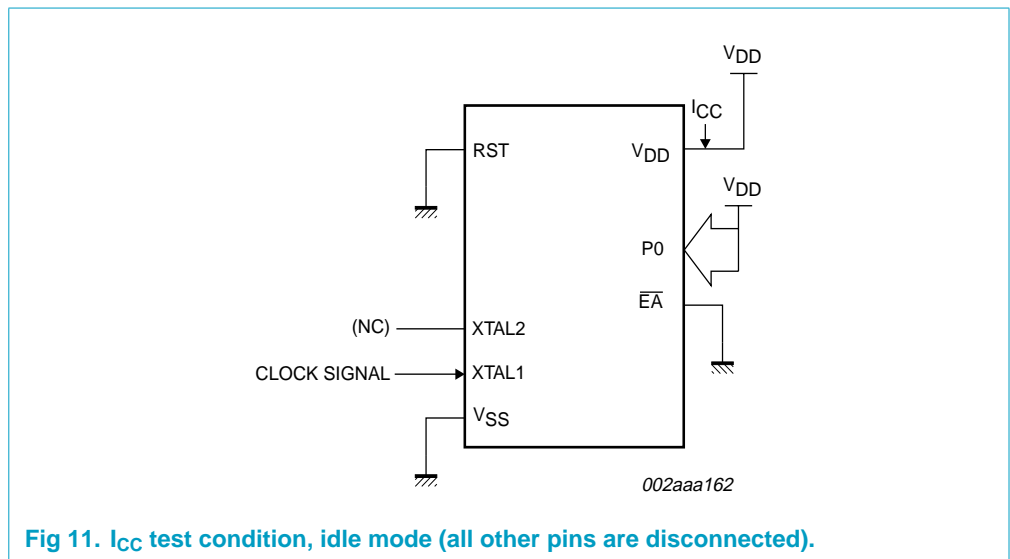 VDD
ICC
RST
VDD
VDD
P0
EA
(NC)
XTAL2
CLOCK SIGNAL
XTAL1
VSS
002aaa162
Fig 11. ICC test condition, idle mode (all other pins are disconnected).